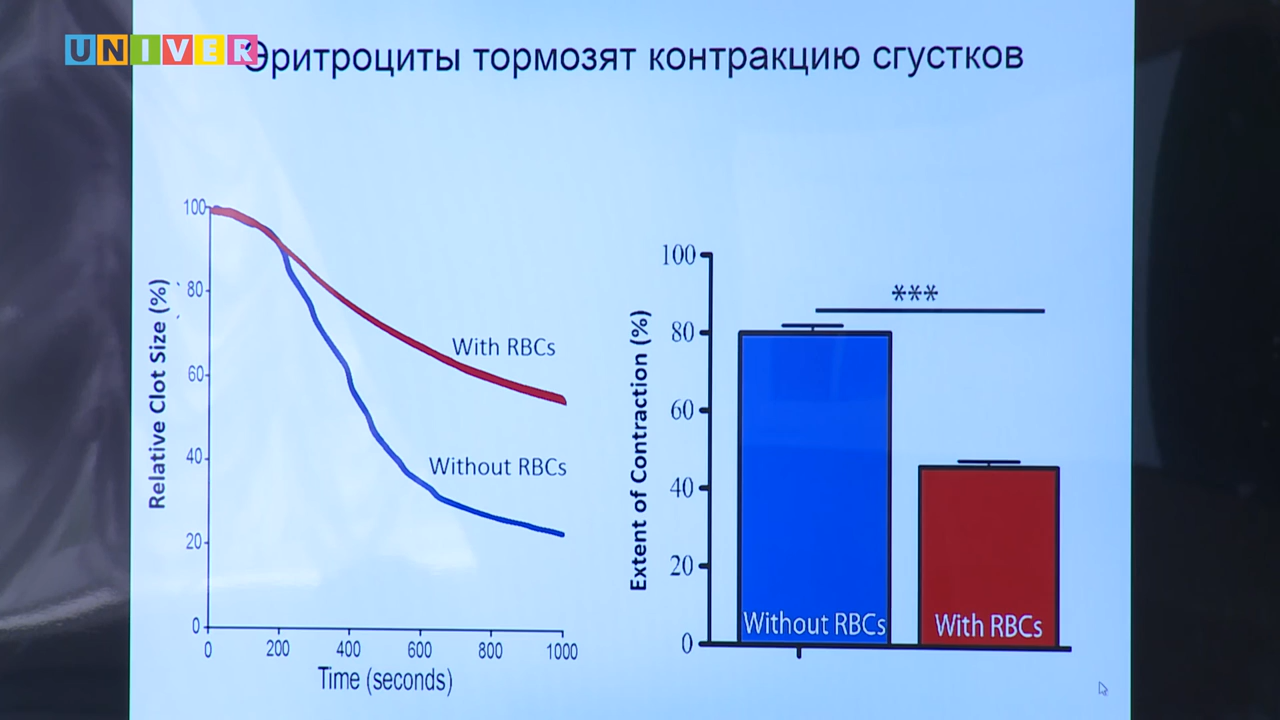 UNIVER
Эритроциты тормозят контракцию сгустков
100
80
60
40
20
0
Relative Clot Size (%)
With RBCs
Without RBCs
0 200 400 600 800 1000
Time (seconds)
100
80
60
40
20
0
Extent of Contraction (%)
***
Without RBCs
With RBCs